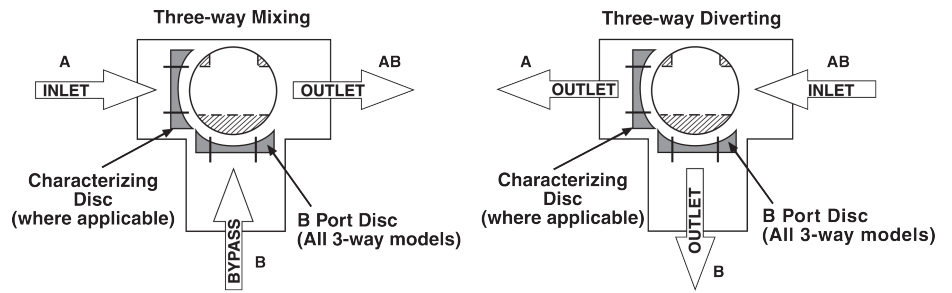 Three-way Mixing
A
AB
INLET
OUTLET
Characterizing
Disc
(where applicable)
B Port Disc
(All 3-way models)
BYPASS
B
Three-way Diverting
A
AB
OUTLET
INLET
Characterizing
Disc
(where applicable)
B Port Disc
(All 3-way models)
OUTLET
B